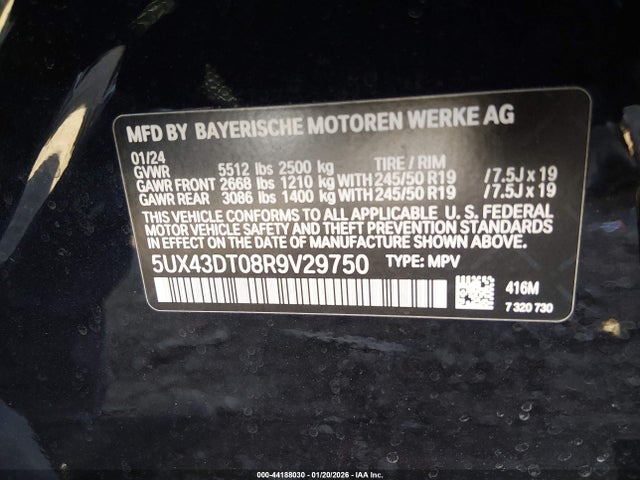 MFD BY BAYERISCHE MOTOREN WERKE AG
01/24
GVWR 5512 lbs 2500 kg TIRE / RIM
GAWR FRONT 2668 lbs 1210 kg WITH 245/50 R19 / 7.5J x 19
GAWR REAR 3086 lbs 1400 kg WITH 245/50 R19 / 7.5J x 19
THIS VEHICLE CONFORMS TO ALL APPLICABLE U. S. FEDERAL
MOTOR VEHICLE SAFETY AND THEFT PREVENTION STANDARDS
IN EFFECT ON THE DATE OF MANUFACTURE SHOWN ABOVE.
5UX43DT08R9V29750 TYPE: MPV
416M
7 320 730
000-44188030 - 01/20/2026 - IAA Inc.